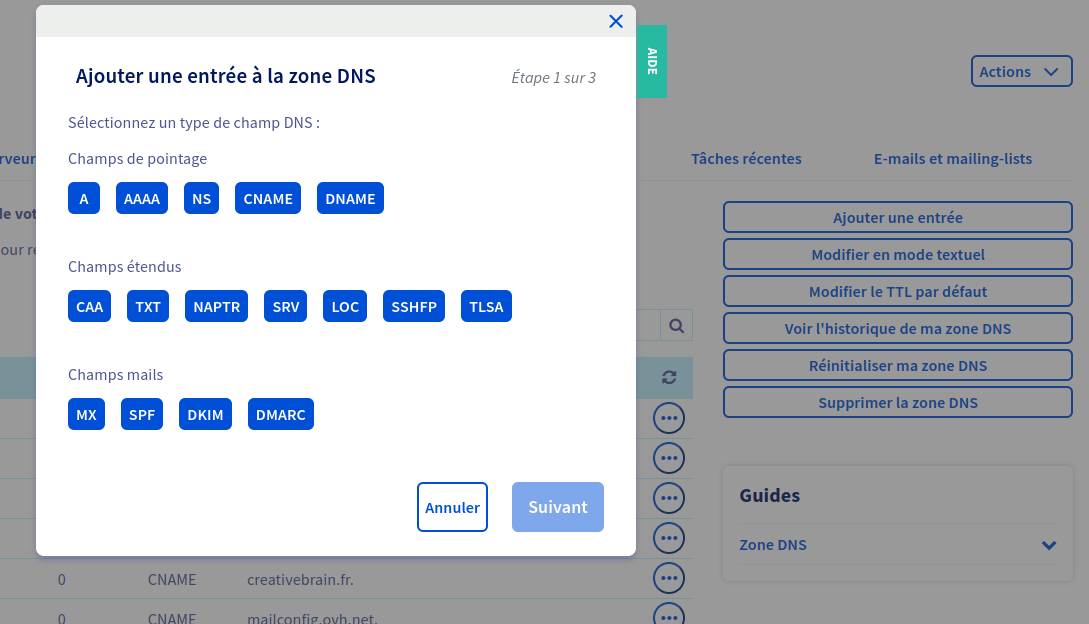 Ajouter une entrée à la zone DNS
Étape 1 sur 3
Sélectionnez un type de champ DNS :
Champs de pointage
A AAAA NS CNAME DNAME
Champs étendus
CAA TXT NAPTR SRV LOC SSHFP TLSA
Champs mails
MX SPF DKIM DMARC
Annuler Suivant
AIDE
Actions
Tâches récentes E-mails et mailing-lists
Ajouter une entrée
Modifier en mode textuel
Modifier le TTL par défaut
Voir l'historique de ma zone DNS
Réinitialiser ma zone DNS
Supprimer la zone DNS
Guides
Zone DNS
0 CNAME creativebrain.fr.
0 CNAME mailconfig.ovh.net.